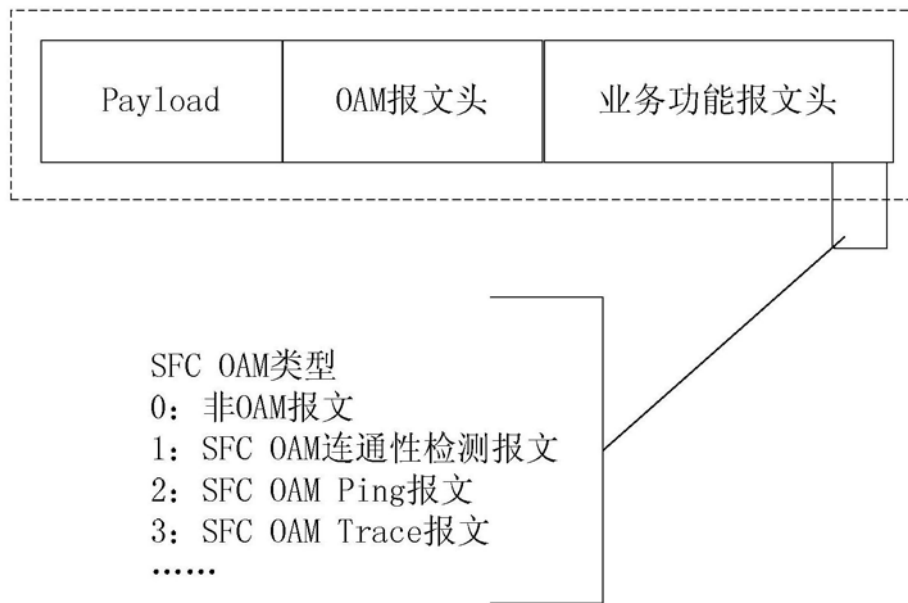 Payload
OAM报文头
业务功能报文头
SFC OAM类型
0: 非OAM报文
1: SFC OAM连通性检测报文
2: SFC OAM Ping报文
3: SFC OAM Trace报文
……